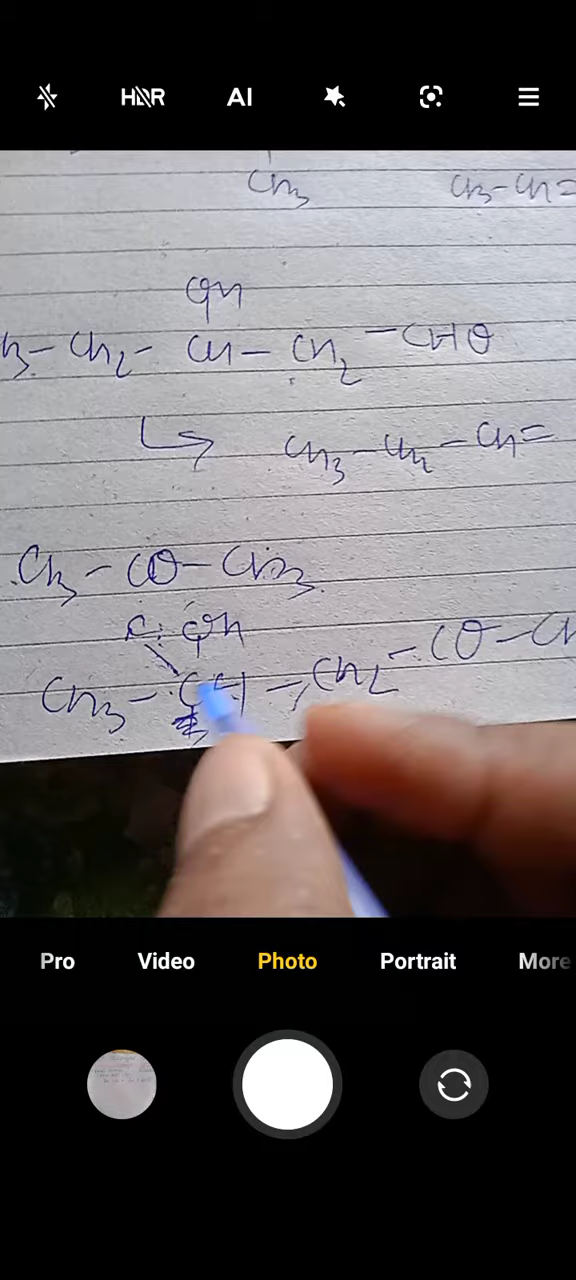 HDR AI
CH3 CH3-CH=
OH
-CH2-CH-CH2-CHO
CH3-CH2-CH=
CH3-CO-CH3
OH
CH3-CH-CH2-CO-CH
Pro Video Photo Portrait More